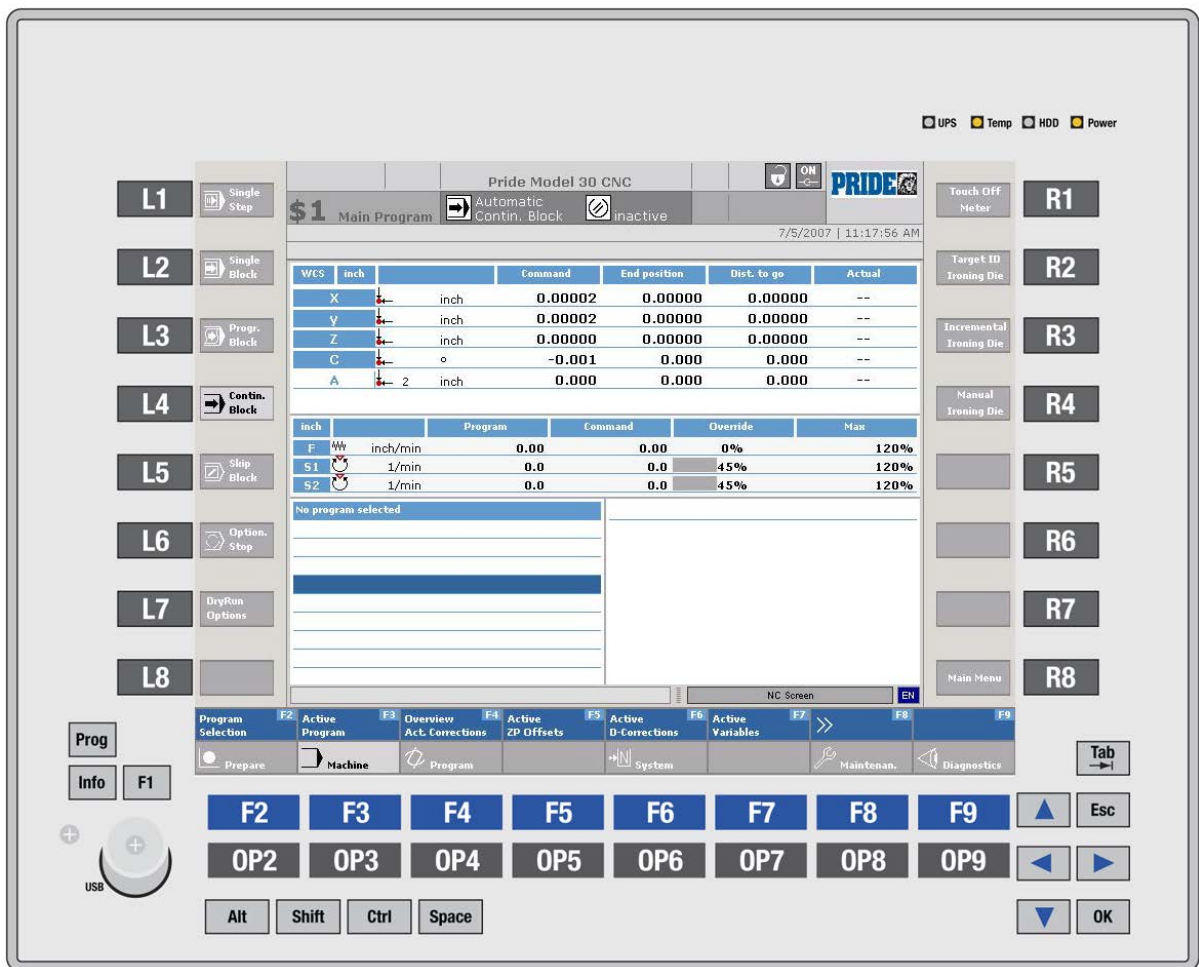 UPS Temp HDD Power
L1 Single Step
L2 Single Block
L3 Progr. Block
L4 Contin. Block
L5 Skip Block
L6 Option. Stop
L7 DryRun Options
L8
Pride Model 30 CNC
ON
PRIDE
$1 Main Program
Automatic
Contin. Block
inactive
7/5/2007 | 11:17:56 AM
WCS inch Command End position Dist. to go Actual
X inch 0.00002 0.00000 0.00000 --
y inch 0.00002 0.00000 0.00000 --
Z inch 0.00000 0.00000 0.00000 --
C ° -0.001 0.000 0.000 --
A 2 inch 0.000 0.000 0.000 --
inch Program Command Override Max
F inch/min 0.00 0.00 0% 120%
S1 1/min 0.0 0.0 45% 120%
S2 1/min 0.0 0.0 45% 120%
No program selected
NC Screen EN
Touch Off Meter R1
Target ID Ironing Die R2
Incremental Ironing Die R3
Manual Ironing Die R4
R5
R6
R7
Main Menu R8
Program Selection F2
Active Program F3
Overview Act. Corrections F4
Active ZP Offsets F5
Active D-Corrections F6
Active Variables F7
>> F8
F9
Prepare Machine Program System Maintenan. Diagnostics
Prog
Info F1
USB
F2 F3 F4 F5 F6 F7 F8 F9
OP2 OP3 OP4 OP5 OP6 OP7 OP8 OP9
Alt Shift Ctrl Space
Tab
Esc
OK